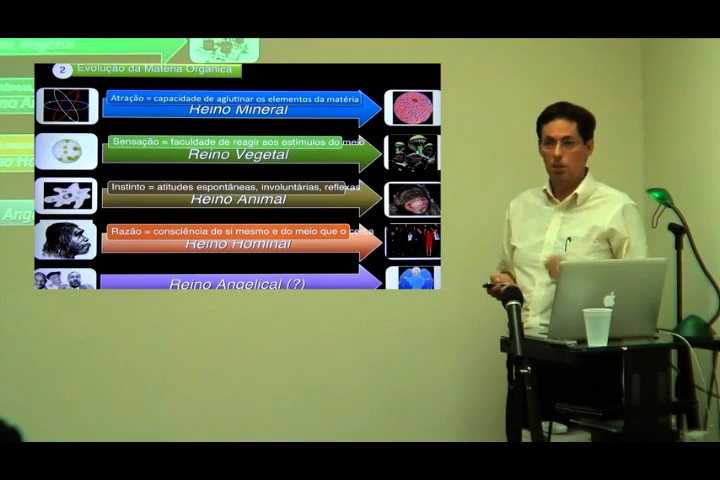 2 Evolução da Matéria Orgânica
Atração = capacidade de aglutinar os elementos da matéria
Reino Mineral
Sensação = faculdade de reagir aos estimulos do meio
Reino Vegetal
Instinto = atitudes espontâneas, involuntárias, reflexas
Reino Animal
Razão = consciência de si mesmo e do meio que o cerca
Reino Hominal
Reino Angelical (?)